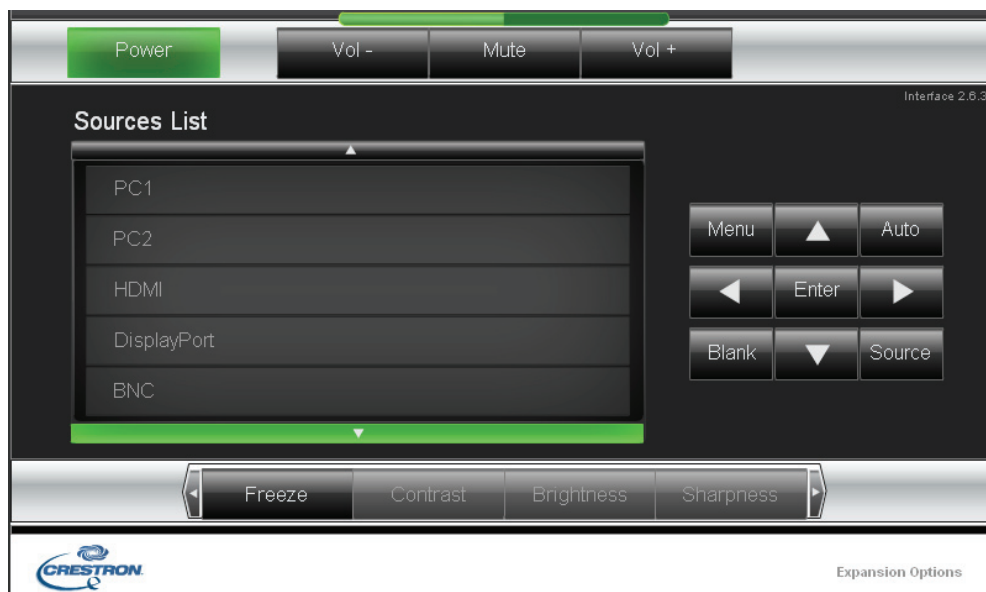 Power Vol - Mute Vol +
Interface 2.6.3
Sources List
PC1
PC2
HDMI
DisplayPort
BNC
Menu Auto
Enter
Blank Source
Freeze Contrast Brightness Sharpness
CRESTRON
Expansion Options